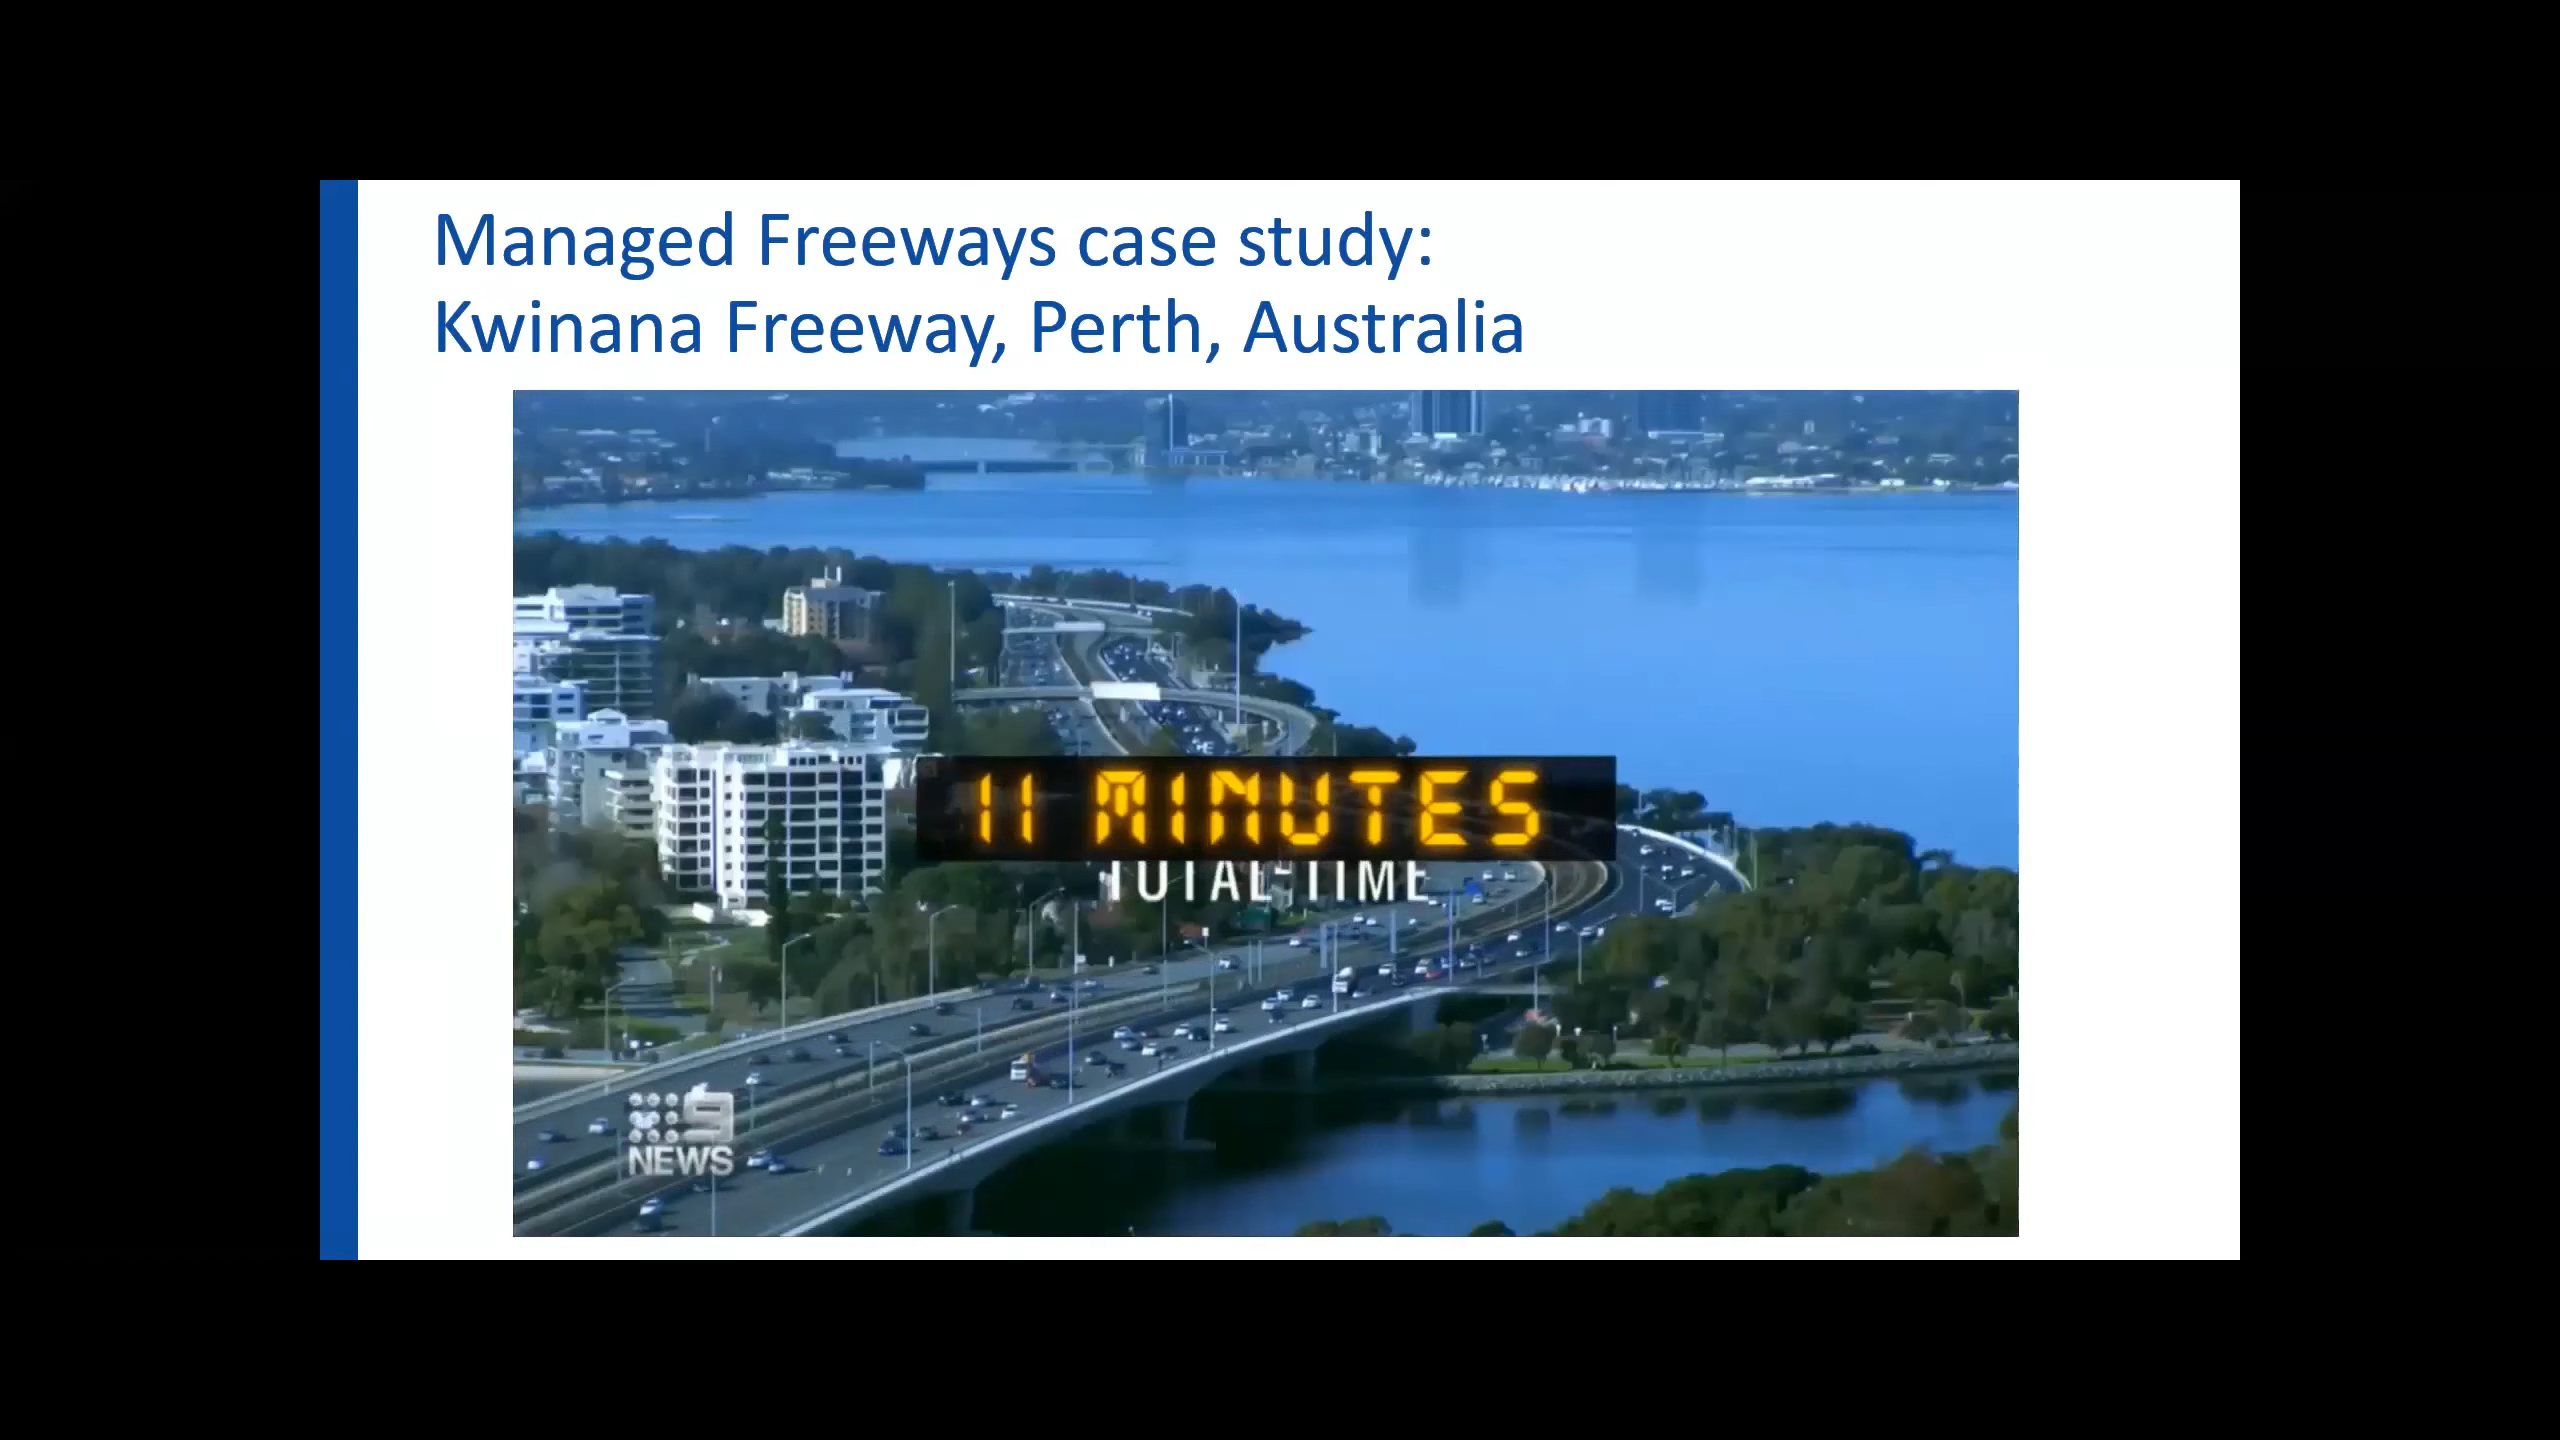 Managed Freeways case study:
Kwinana Freeway, Perth, Australia
11 MINUTES
TOTAL TIME
9
NEWS